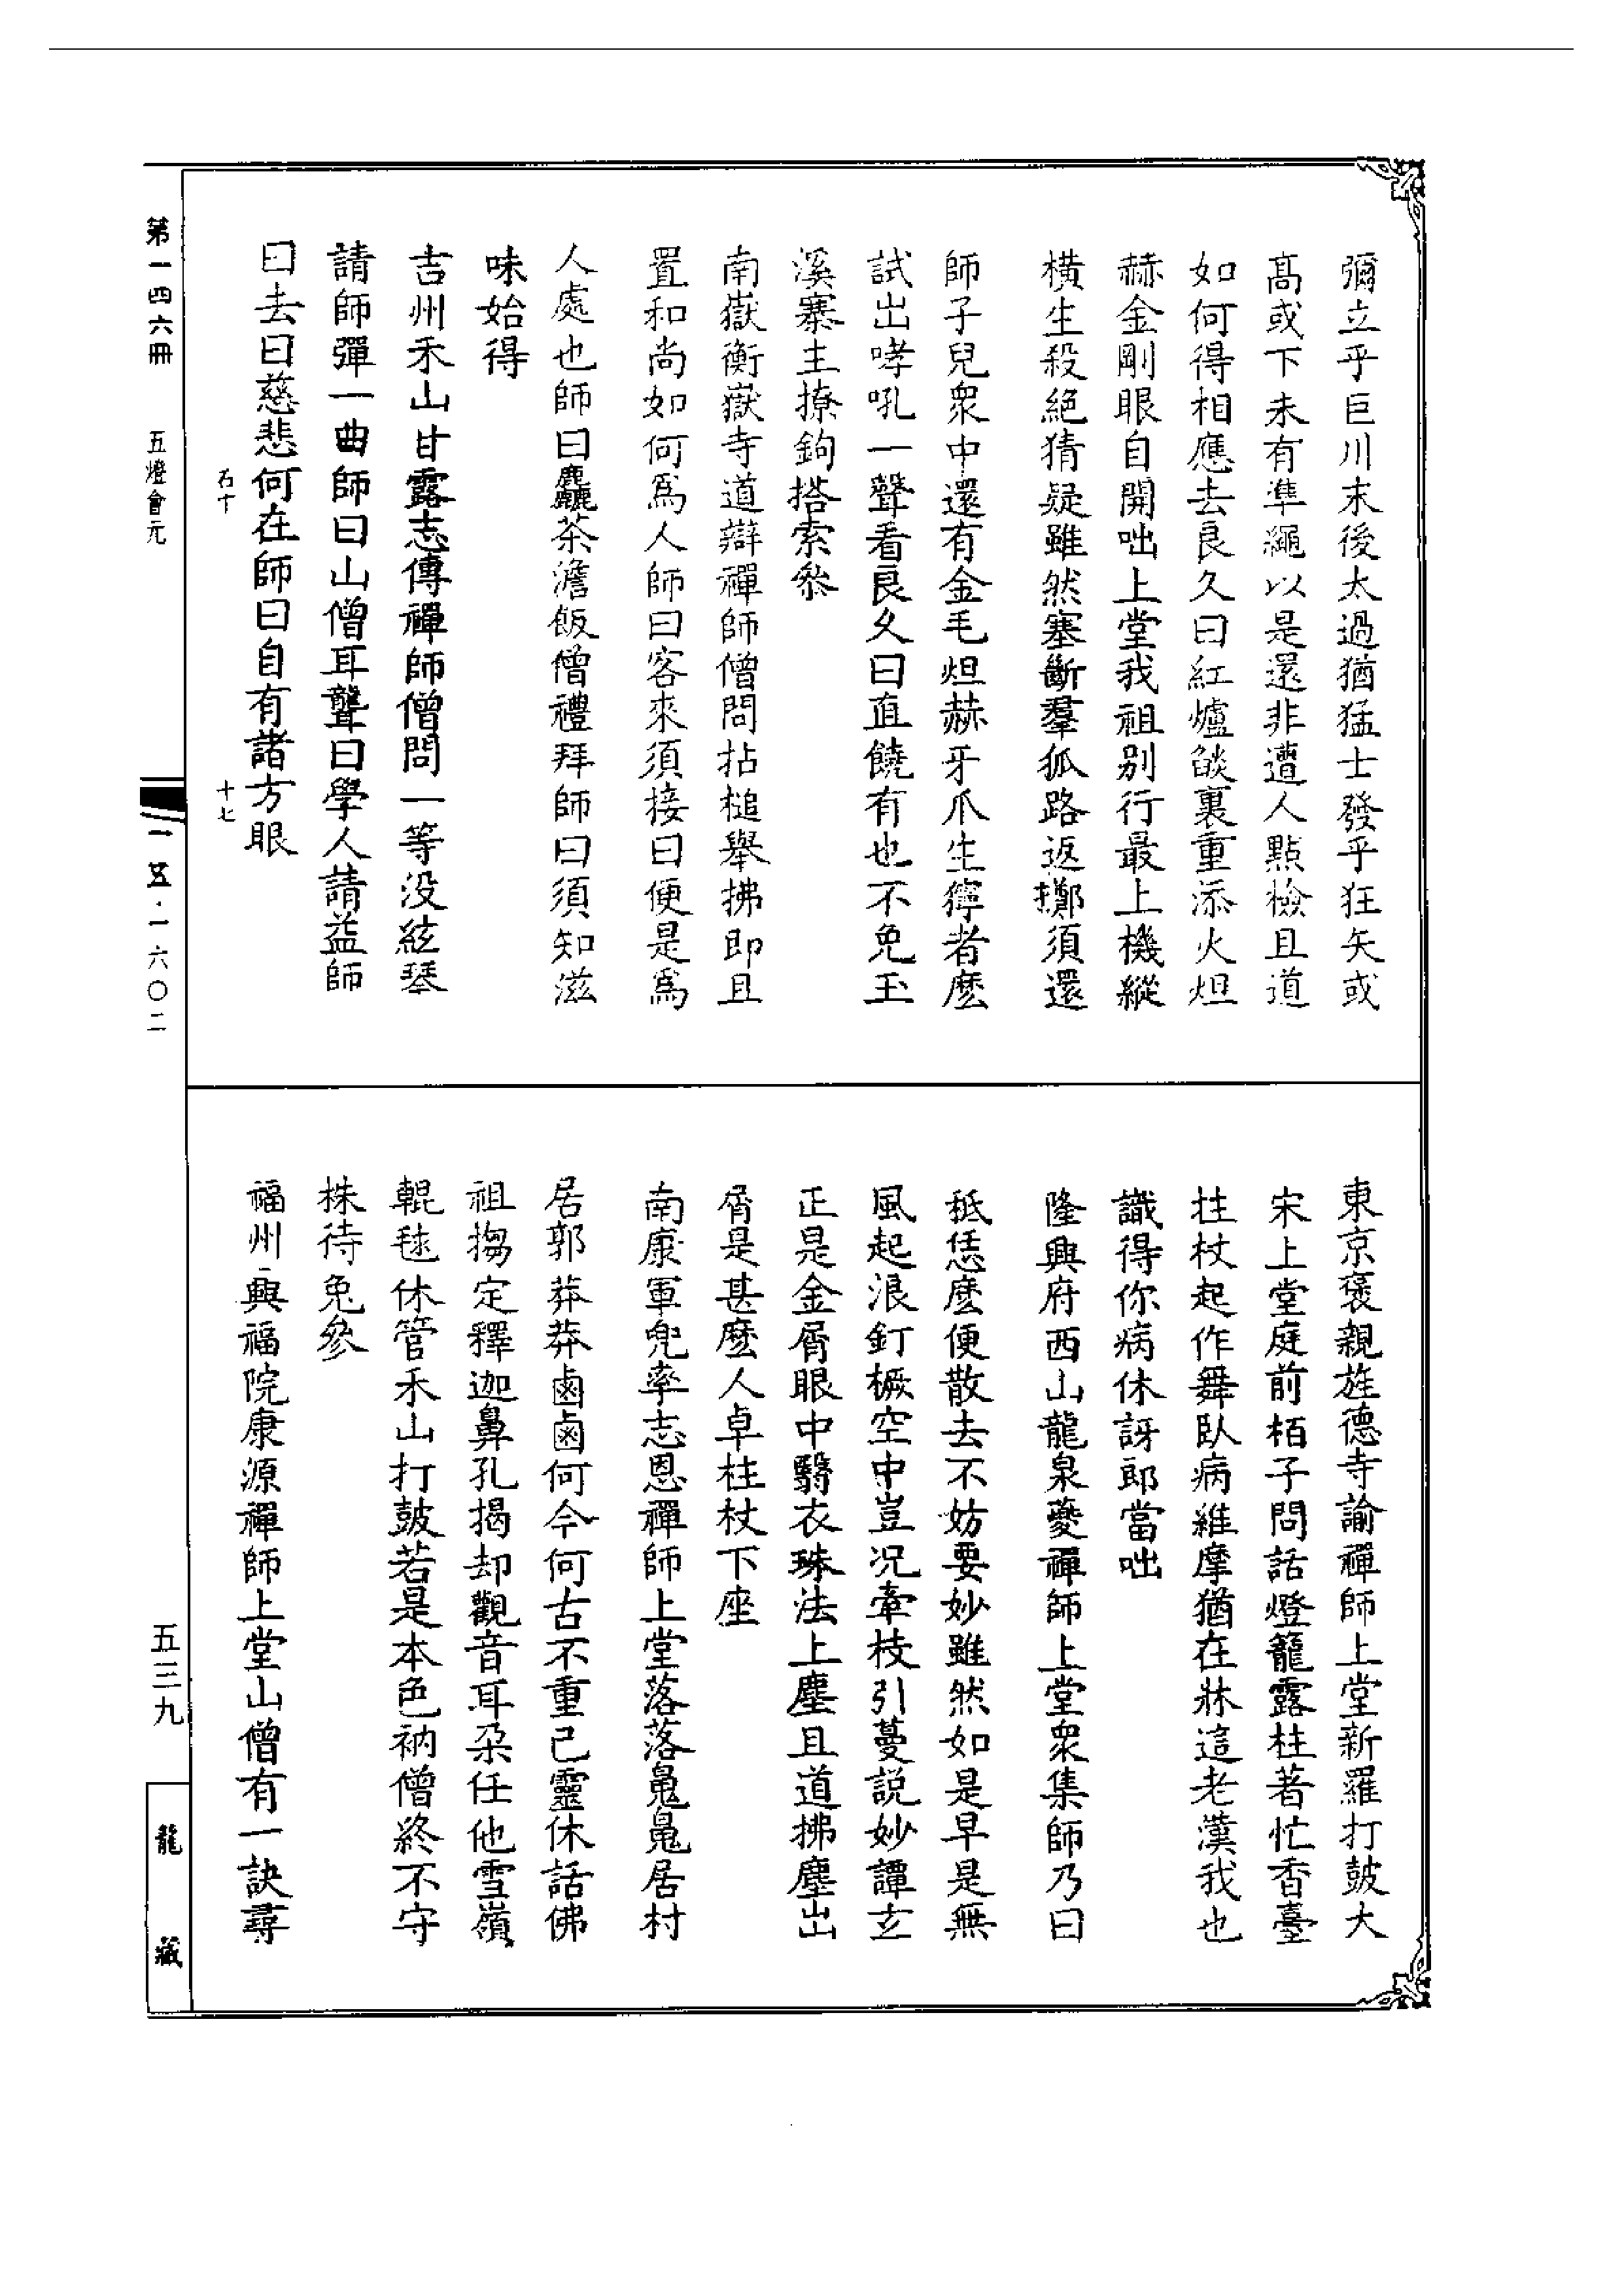 彌立乎巨川末後太過猶猛士發乎狂矢或
髙或下未有凖繩以是還非遭人點檢且道
如何得相應去良久曰紅爐𦦨裏重添火烜
赫金剛眼自開咄上堂我祖别行最上機縱
橫生殺絕猜疑雖然塞斷羣狐路返擲須還
師子兒衆中還有金毛烜赫牙爪生獰者麽
試出哮吼一聲看良久曰直饒有也不免玉
溪寨主撩鉤搭索叅
南嶽衡嶽寺道辯禪師僧問拈槌舉拂即且
置和尚如何爲人師曰客來須接曰便是爲
人處也師曰麤茶澹飯僧禮拜師曰須知滋
味始得
吉州禾山甘露志傳禪師僧問一等没絃琴
請師彈一曲師曰山僧耳聾曰學人請益師
曰去曰慈悲何在師曰自有諸方眼
石十 十七
東京褒親旌德寺諭禪師上堂新羅打鼓大
宋上堂庭前栢子問話燈籠露柱著忙香臺
拄杖起作舞臥病維摩猶在牀這老漢我也
識得你病休訝郎當咄
隆興府西山龍泉夔禪師上堂衆集師乃曰
秖恁麽便散去不妨要妙雖然如是早是無
風起浪釘橛空中豈况牽枝引蔓説妙譚玄
正是金屑眼中翳衣珠法上塵且道拂塵出
屑是甚麽人卓柱杖下座
南康軍兜率志恩禪師上堂落落魄魄居村
居郭莽莽鹵鹵何今何古不重己靈休話佛
祖搊定釋迦鼻孔揭却觀音耳朶任他雪嶺
輥毬休管禾山打鼓若是本色衲僧終不守
株待兔參
福州興福院康源禪師上堂山僧有一訣尋
第一四六冊 五燈會元
一五·一六〇二
五三九
龍藏